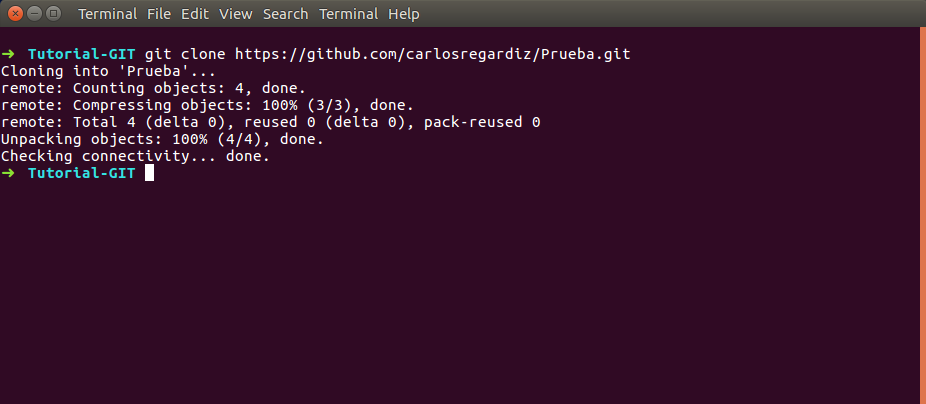 Terminal File Edit View Search Terminal Help
➜ Tutorial-GIT git clone https://github.com/carlosregardiz/Prueba.git
Cloning into 'Prueba'...
remote: Counting objects: 4, done.
remote: Compressing objects: 100% (3/3), done.
remote: Total 4 (delta 0), reused 0 (delta 0), pack-reused 0
Unpacking objects: 100% (4/4), done.
Checking connectivity... done.
➜ Tutorial-GIT